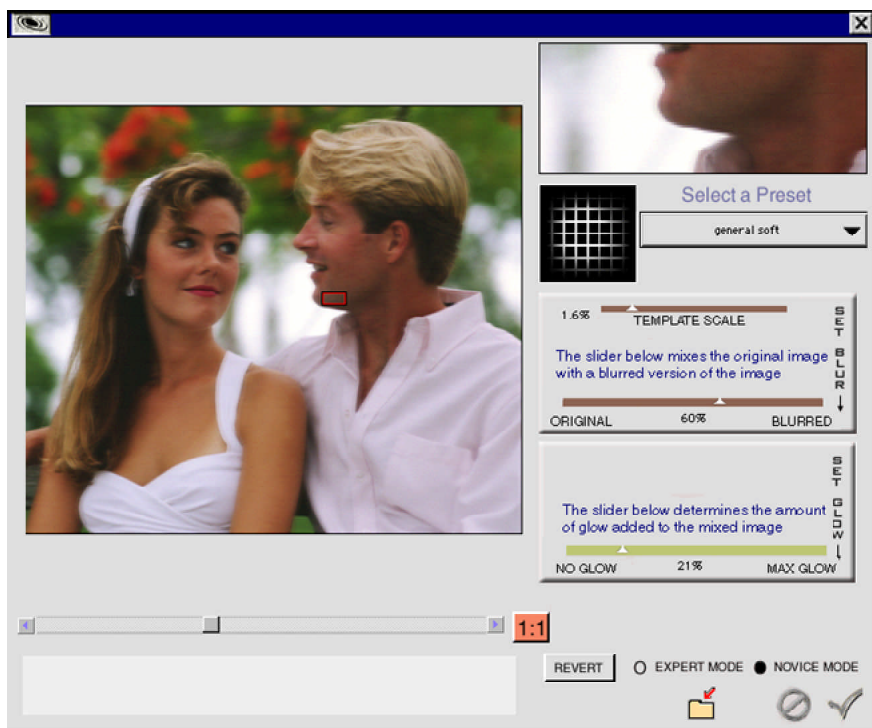 Select a Preset
general soft
1.6%
TEMPLATE SCALE
SET BLUR
The slider below mixes the original image
with a blurred version of the image
60%
ORIGINAL BLURRED
SET GLOW
The slider below determines the amount
of glow added to the mixed image
NO GLOW 21% MAX GLOW
1:1
REVERT EXPERT MODE NOVICE MODE